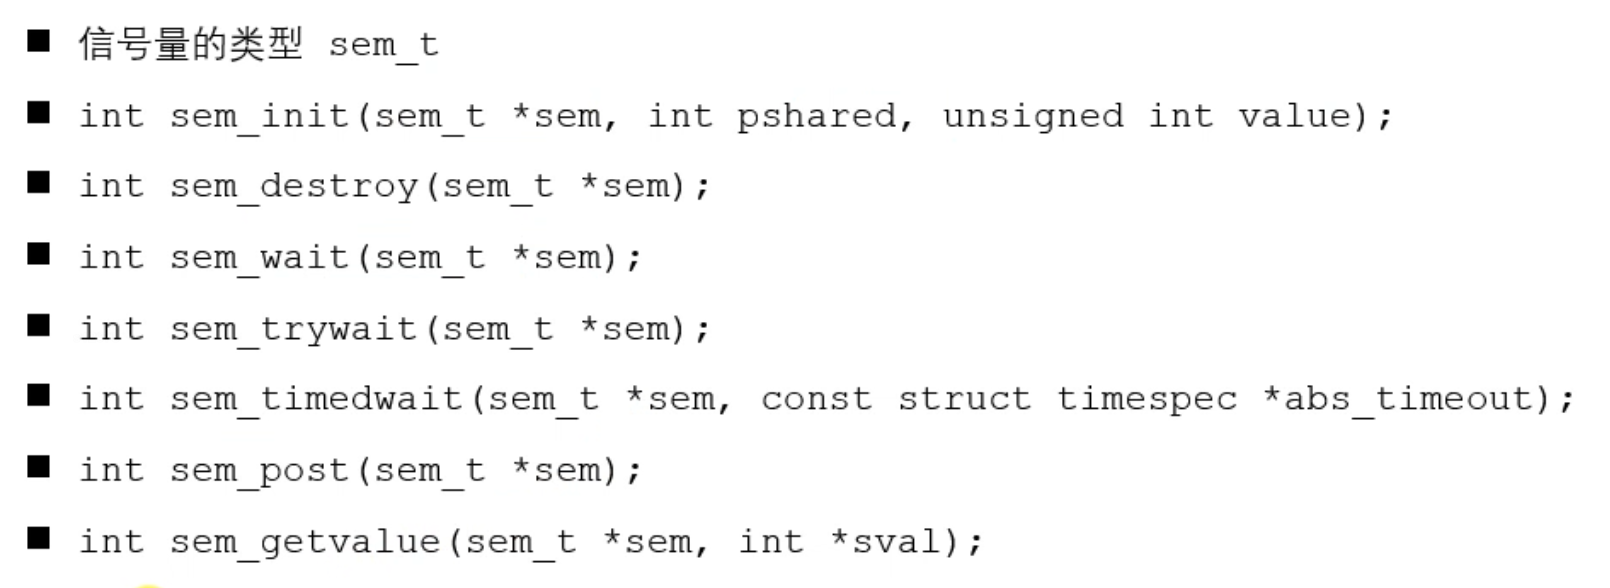 ■ 信号量的类型 sem_t
■ int sem_init(sem_t *sem, int pshared, unsigned int value);
■ int sem_destroy(sem_t *sem);
■ int sem_wait(sem_t *sem);
■ int sem_trywait(sem_t *sem);
■ int sem_timedwait(sem_t *sem, const struct timespec *abs_timeout);
■ int sem_post(sem_t *sem);
■ int sem_getvalue(sem_t *sem, int *sval);